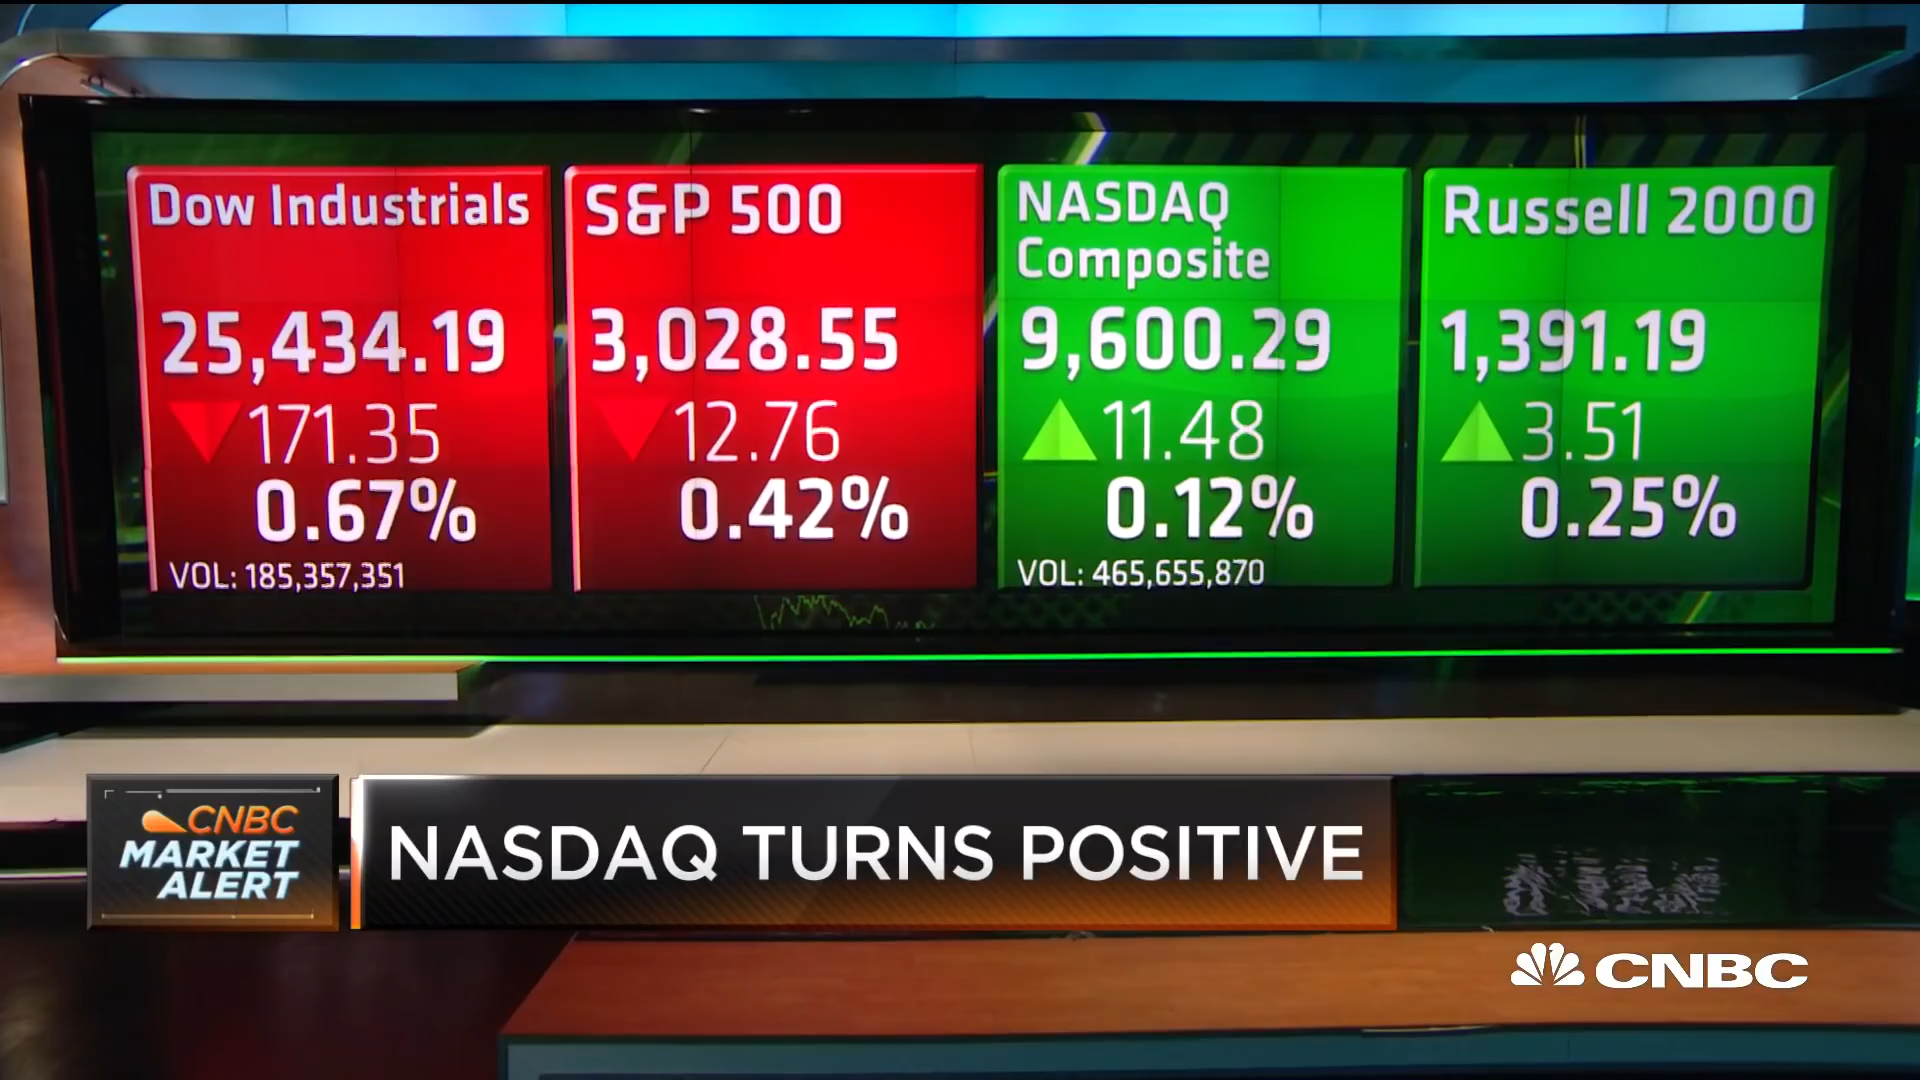 Dow Industrials
25,434.19
▼171.35
0.67%
VOL: 185,357,351
S&P 500
3,028.55
▼12.76
0.42%
NASDAQ
Composite
9,600.29
▲11.48
0.12%
VOL: 465,655,870
Russell 2000
1,391.19
▲3.51
0.25%
CNBC
MARKET
ALERT
NASDAQ TURNS POSITIVE
CNBC